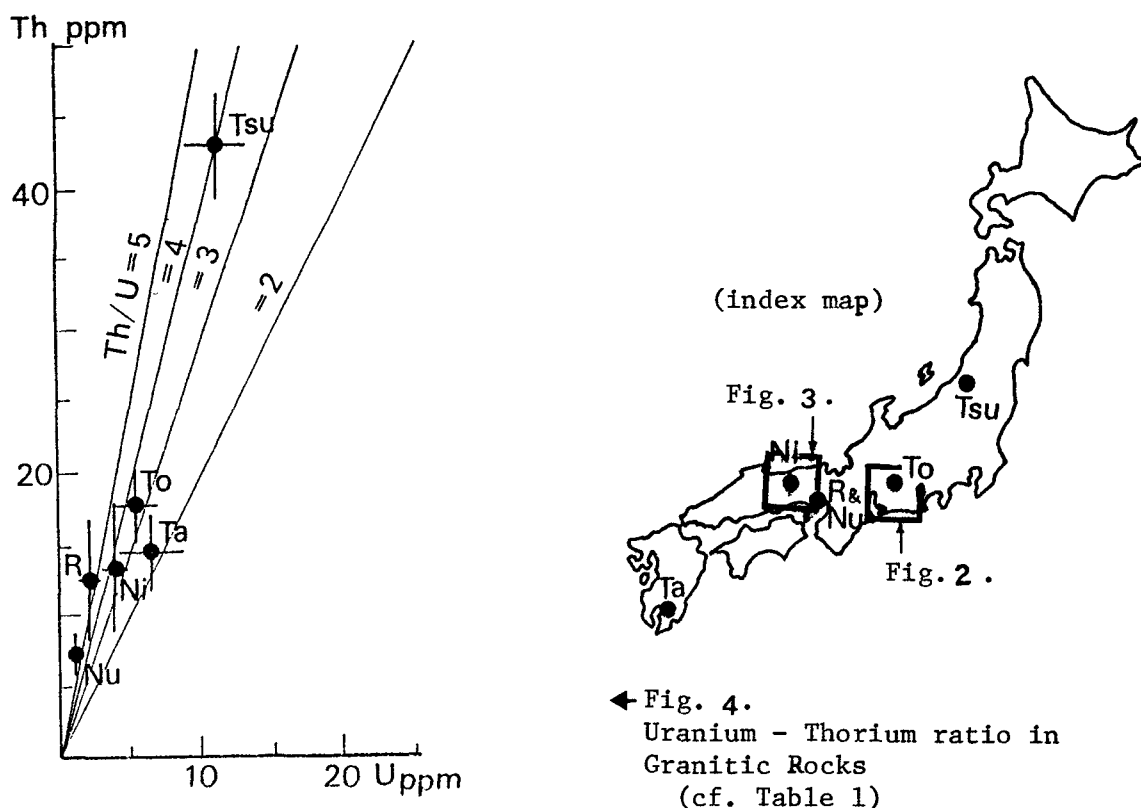 Th ppm
40
20
10
20
U ppm
Th/U=5
=4
=3
=2
Tsu
To
Ta
R
Ni
Nu
(index map)
Fig. 3.
Tsu
Ni
To
R &
Nu
Fig. 2.
Ta
Fig. 4.
Uranium - Thorium ratio in
Granitic Rocks
(cf. Table 1)